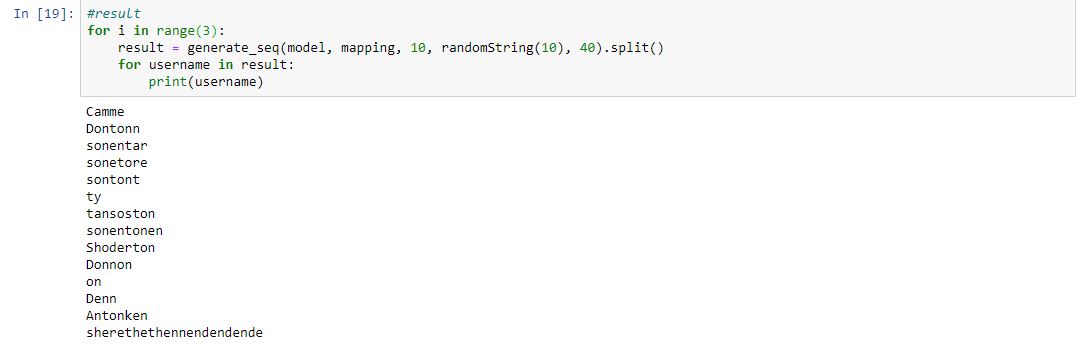 In [19]: #result
for i in range(3):
    result = generate_seq(model, mapping, 10, randomString(10), 40).split()
    for username in result:
        print(username)
Camme
Dontonn
sonentar
sonetore
sontont
ty
tansoston
sonentonen
Shoderton
Donnon
on
Denn
Antonken
sherethethennendendende